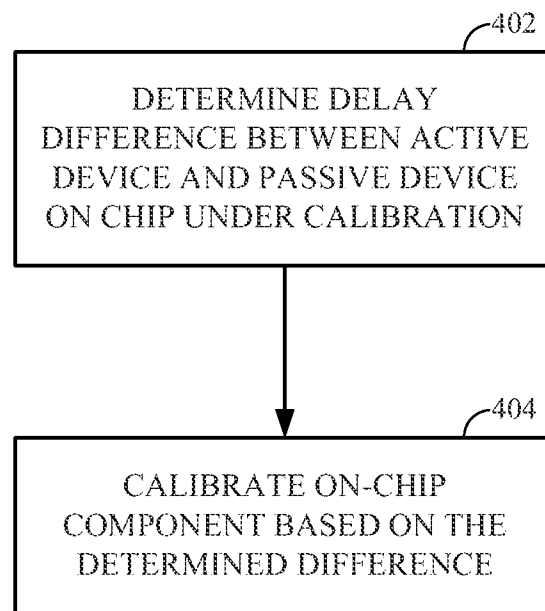 402
DETERMINE DELAY
DIFFERENCE BETWEEN ACTIVE
DEVICE AND PASSIVE DEVICE
ON CHIP UNDER CALIBRATION
404
CALIBRATE ON-CHIP
COMPONENT BASED ON THE
DETERMINED DIFFERENCE